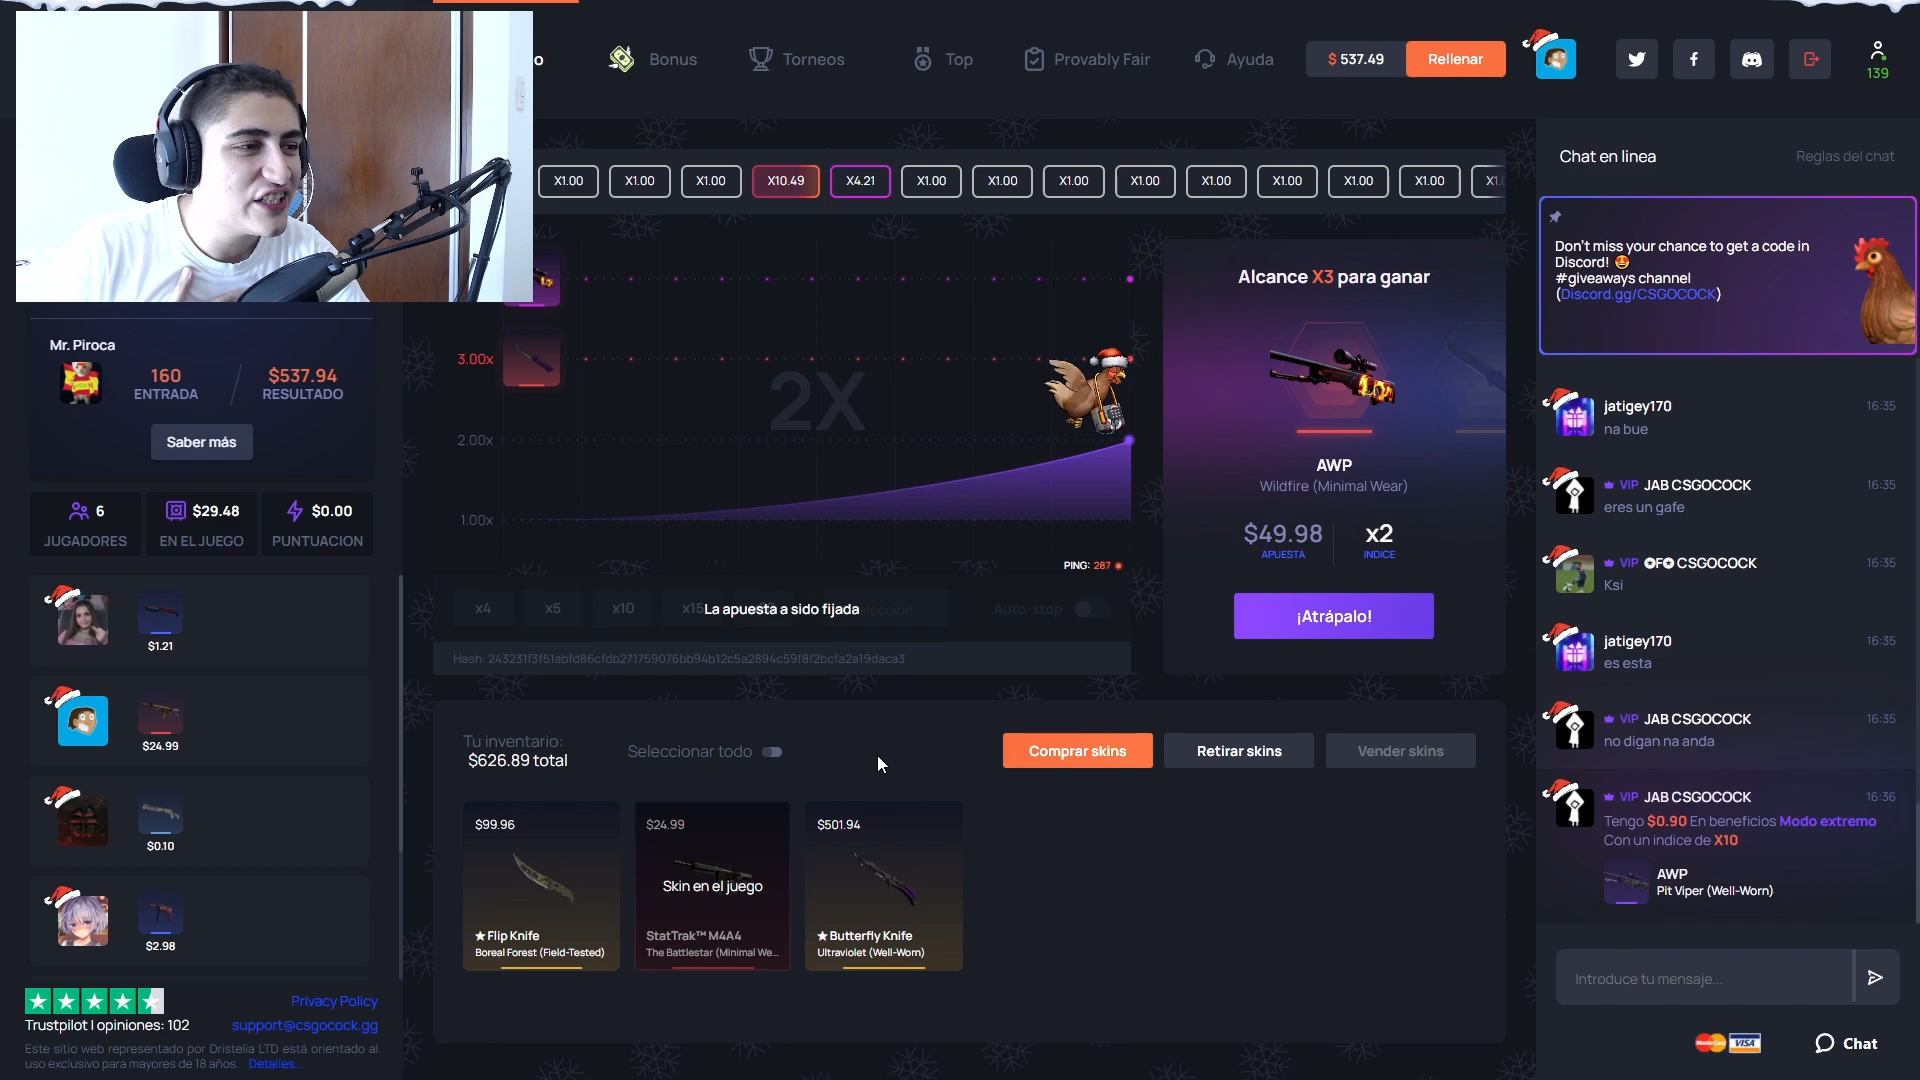 o
Bonus
Torneos
Top
Provably Fair
Ayuda
$ 537.49
Rellenar
139
X1.00
X1.00
X1.00
X10.49
X4.21
X1.00
X1.00
X1.00
X1.00
X1.00
X1.00
X1.00
X1.00
Mr. Piroca
160
ENTRADA
$537.94
RESULTADO
Saber más
6
JUGADORES
$29.48
EN EL JUEGO
$0.00
PUNTUACION
$1.21
$24.99
$0.10
$2.98
Trustpilot | opiniones: 102
Privacy Policy
support@csgocock.gg
Este sitio web representado por Dristelia LTD está orientado al
uso exclusivo para mayores de 18 años. Detalles...
3.00x
2.00x
1.00x
2X
PING: 287
x4
x5
x10
x15
La apuesta a sido fijada
Auto-stop
Hash: 243231f3f51abfd86cfdb271759076bb94b12c5a2894c59f8f2bcfa2a19daca3
Alcance X3 para ganar
AWP
Wildfire (Minimal Wear)
$49.98
APUESTA
x2
INDICE
¡Atrápalo!
Tu inventario:
$626.89 total
Seleccionar todo
Comprar skins
Retirar skins
Vender skins
$99.96
★ Flip Knife
Boreal Forest (Field-Tested)
$24.99
Skin en el juego
StatTrak™ M4A4
The Battlestar (Minimal We...
$501.94
★ Butterfly Knife
Ultraviolet (Well-Worn)
Chat en linea
Reglas del chat
Don't miss your chance to get a code in
Discord! 🤩
#giveaways channel
(Discord.gg/CSGOCOCK)
jatigey170
16:35
na bue
VIP JAB CSGOCOCK
16:35
eres un gafe
VIP ✪F✪ CSGOCOCK
16:35
Ksi
jatigey170
16:35
es esta
VIP JAB CSGOCOCK
16:35
no digan na anda
VIP JAB CSGOCOCK
16:36
Tengo $0.90 En beneficios Modo extremo
Con un indice de X10
AWP
Pit Viper (Well-Worn)
Introduce tu mensaje...
MasterCard
VISA
Chat